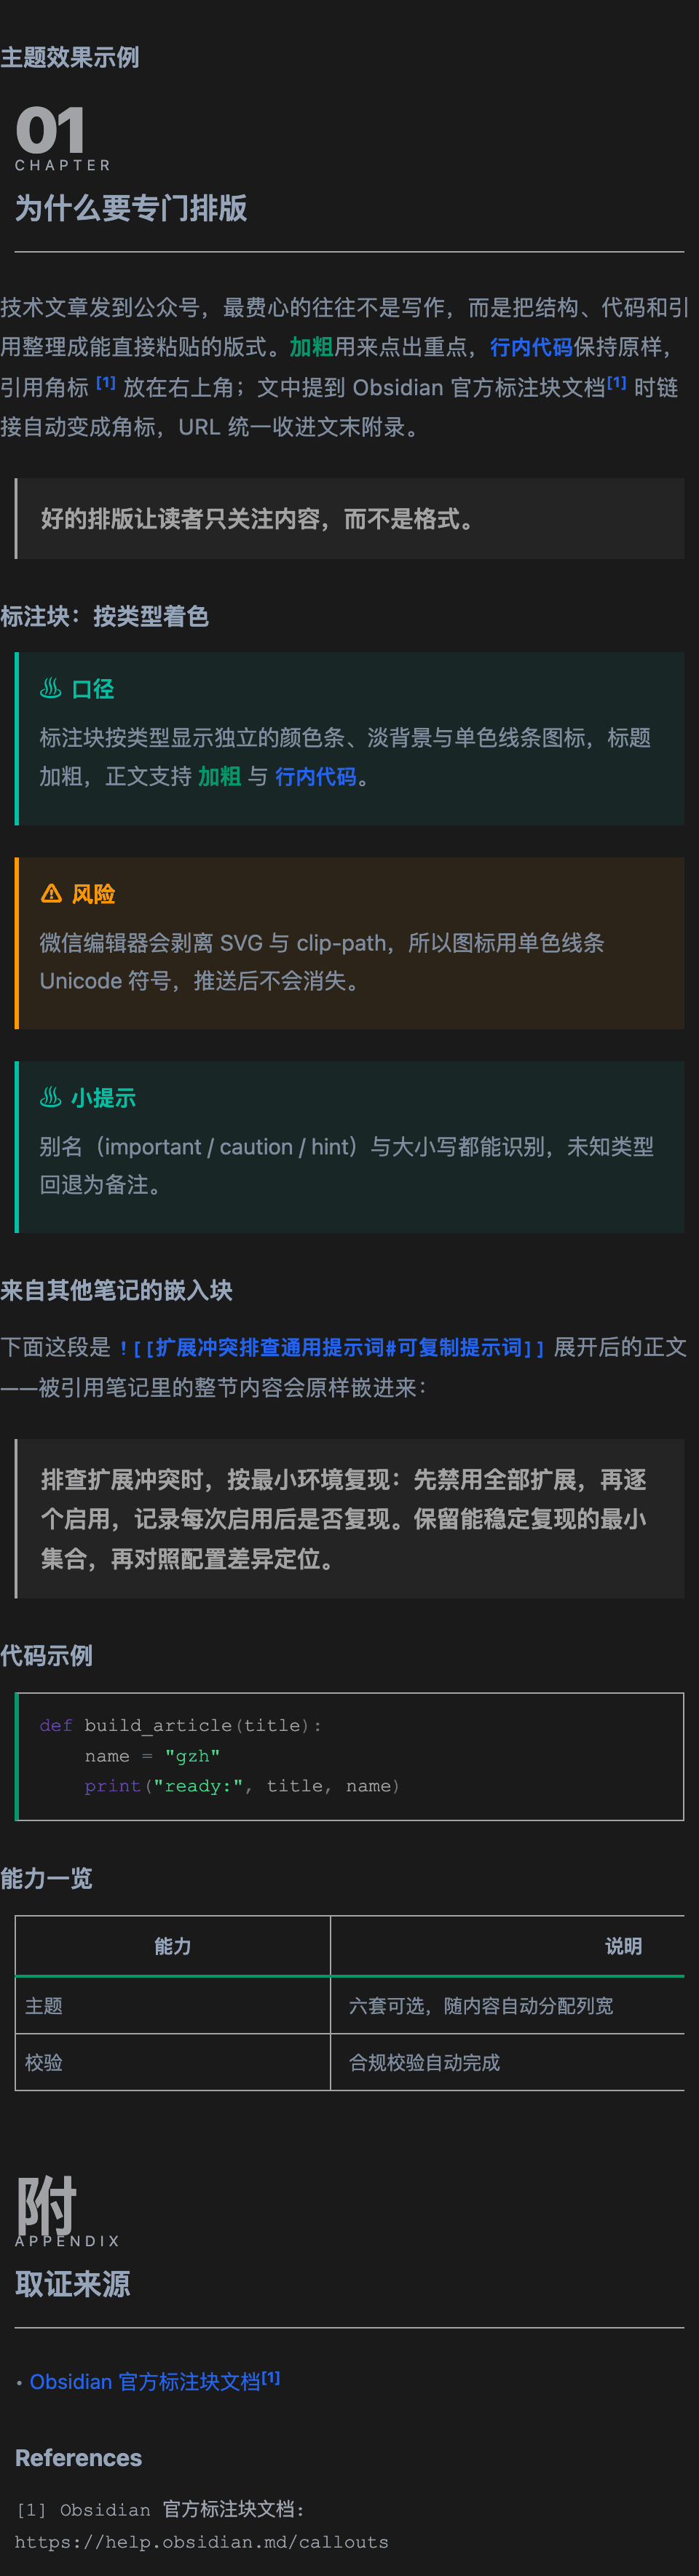 主题效果示例
01
CHAPTER
为什么要专门排版
技术文章发到公众号，最费心的往往不是写作，而是把结构、代码和引
用整理成能直接粘贴的版式。加粗用来点出重点，行内代码保持原样，
引用角标 [1] 放在右上角；文中提到 Obsidian 官方标注块文档[1] 时链
接自动变成角标，URL 统一收进文末附录。
好的排版让读者只关注内容，而不是格式。
标注块：按类型着色
♨ 口径
标注块按类型显示独立的颜色条、淡背景与单色线条图标，标题
加粗，正文支持 加粗 与 行内代码。
⚠ 风险
微信编辑器会剥离 SVG 与 clip-path，所以图标用单色线条
Unicode 符号，推送后不会消失。
♨ 小提示
别名（important / caution / hint）与大小写都能识别，未知类型
回退为备注。
来自其他笔记的嵌入块
下面这段是 ![[扩展冲突排查通用提示词#可复制提示词]] 展开后的正文
——被引用笔记里的整节内容会原样嵌进来：
排查扩展冲突时，按最小环境复现：先禁用全部扩展，再逐
个启用，记录每次启用后是否复现。保留能稳定复现的最小
集合，再对照配置差异定位。
代码示例
def build_article(title):
    name = "gzh"
    print("ready:", title, name)
能力一览
能力 说明
主题 六套可选，随内容自动分配列宽
校验 合规校验自动完成
附
APPENDIX
取证来源
• Obsidian 官方标注块文档[1]
References
[1] Obsidian 官方标注块文档:
https://help.obsidian.md/callouts